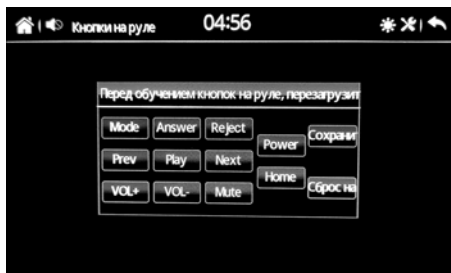 Кнопки на руле 04:56
Перед обучением кнопок на руле, перезагрузит
Mode Answer Reject Power Сохранит
Prev Play Next Home Сброс на
VOL+ VOL- Mute